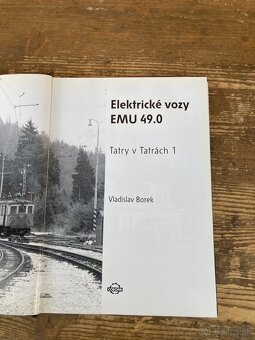 Elektrické vozy
EMU 49.0
Tatry v Tatrách 1
Vladislav Borek